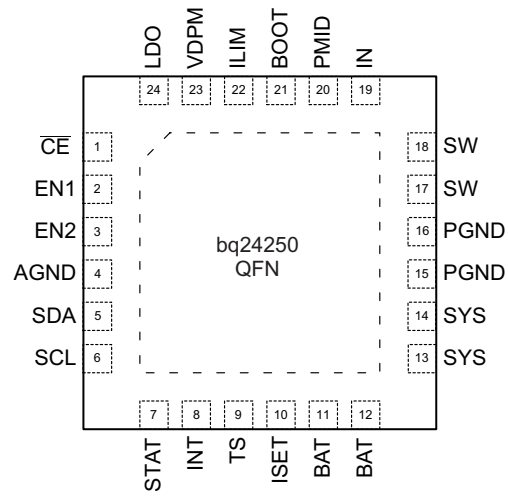 LDO VDPM ILIM BOOT PMID IN
24 23 22 21 20 19
CE 1 18 SW
EN1 2 17 SW
EN2 3 16 PGND
AGND 4 15 PGND
SDA 5 14 SYS
SCL 6 13 SYS
bq24250
QFN
7 8 9 10 11 12
STAT INT TS ISET BAT BAT